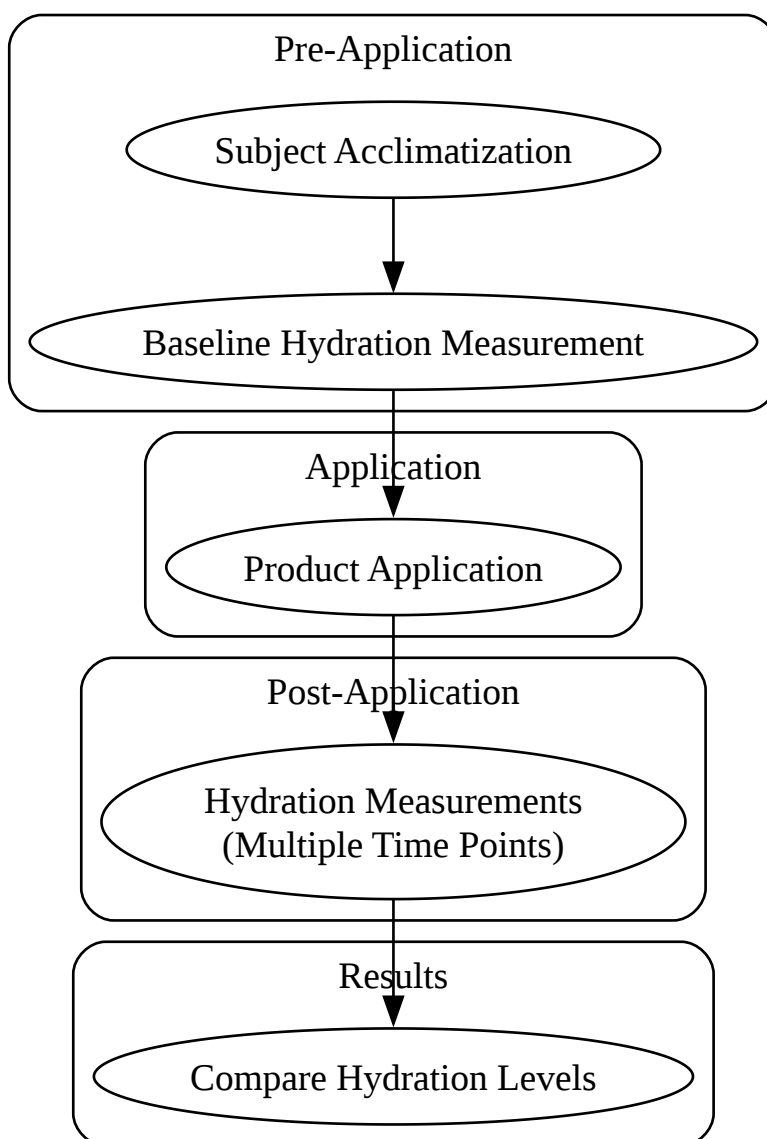 Pre-Application
Subject Acclimatization
Baseline Hydration Measurement
Application
Product Application
Post-Application
Hydration Measurements
(Multiple Time Points)
Results
Compare Hydration Levels